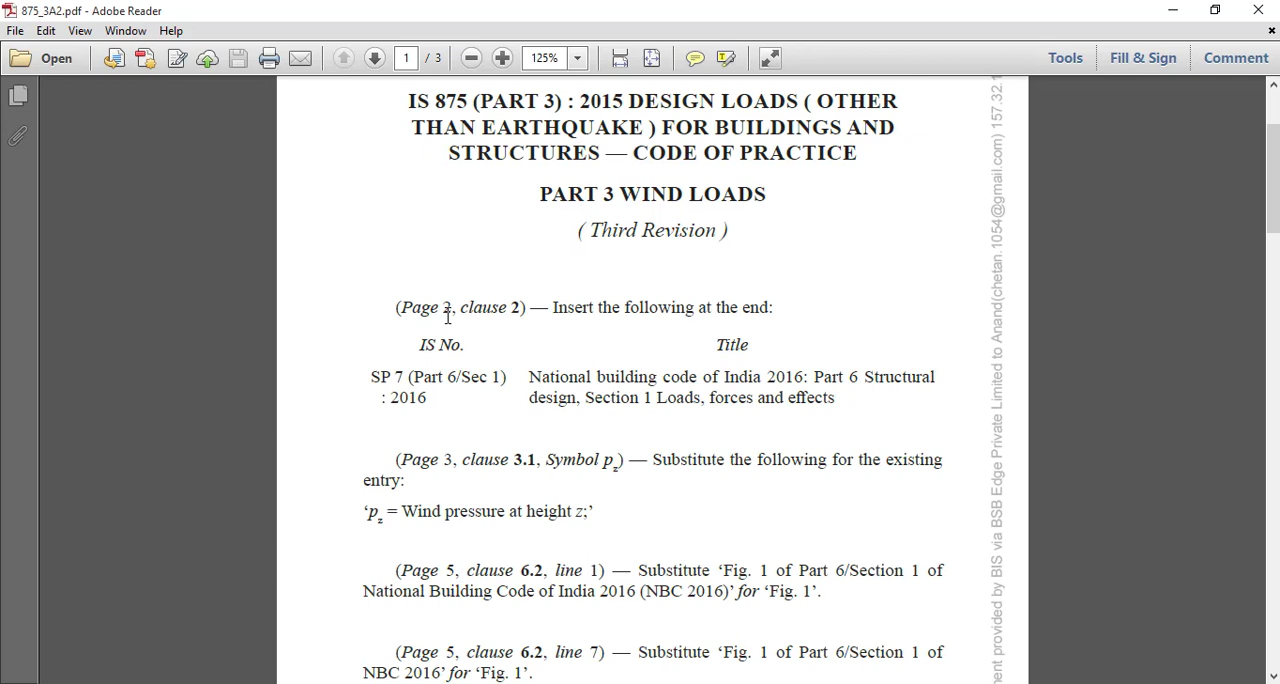 875_3A2.pdf - Adobe Reader
File Edit View Window Help
Open
1 / 3
125%
Tools Fill & Sign Comment
IS 875 (PART 3) : 2015 DESIGN LOADS ( OTHER
THAN EARTHQUAKE ) FOR BUILDINGS AND
STRUCTURES — CODE OF PRACTICE
PART 3 WIND LOADS
( Third Revision )
(Page 3, clause 2) — Insert the following at the end:
IS No. Title
SP 7 (Part 6/Sec 1) National building code of India 2016: Part 6 Structural
: 2016 design, Section 1 Loads, forces and effects
(Page 3, clause 3.1, Symbol pz) — Substitute the following for the existing
entry:
‘pz = Wind pressure at height z;’
(Page 5, clause 6.2, line 1) — Substitute ‘Fig. 1 of Part 6/Section 1 of
National Building Code of India 2016 (NBC 2016)’ for ‘Fig. 1’.
(Page 5, clause 6.2, line 7) — Substitute ‘Fig. 1 of Part 6/Section 1 of
NBC 2016’ for ‘Fig. 1’.
ment provided by BIS via BSB Edge Private Limited to Anand(chetan.1054@gmail.com) 157.32.1